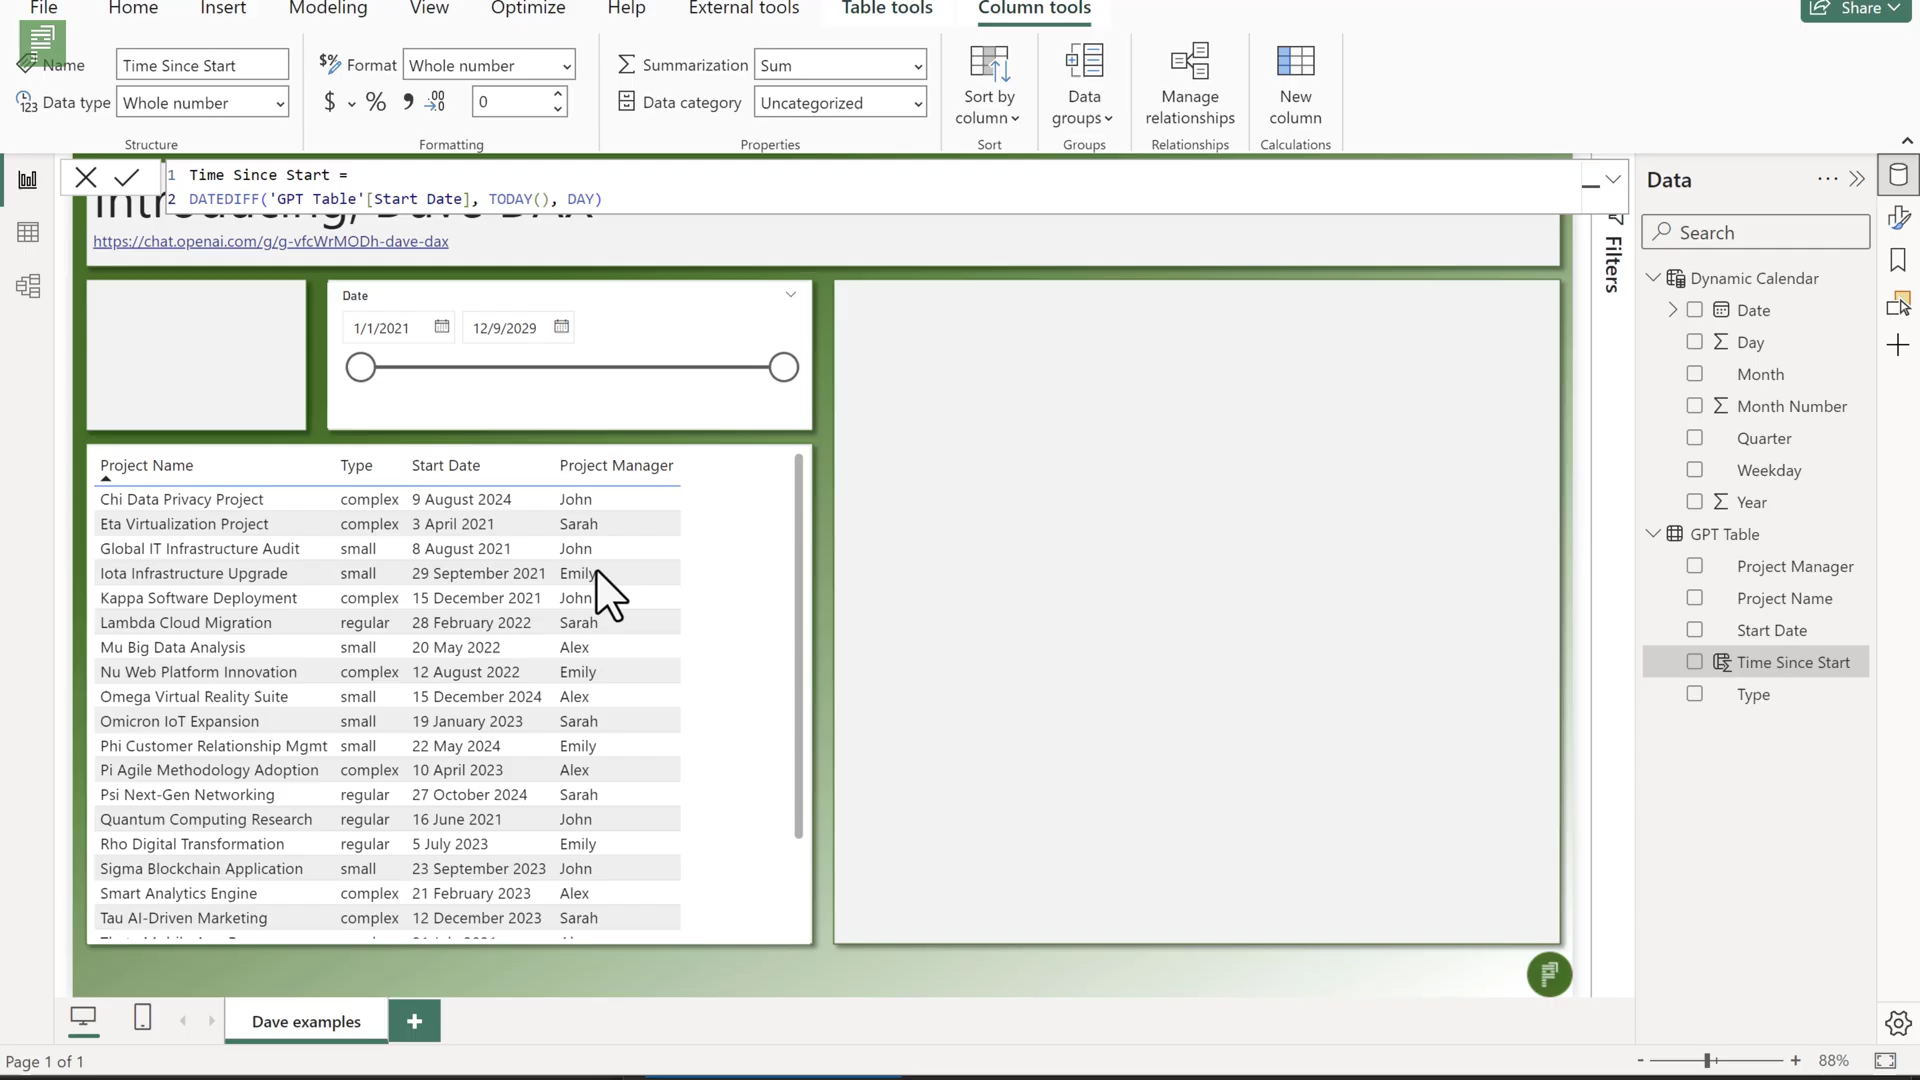 File Home Insert Modeling View Optimize Help External tools Table tools Column tools Share
Name Time Since Start
Data type Whole number
Structure
Format Whole number
$ % 0
Formatting
Summarization Sum
Data category Uncategorized
Properties
Sort by
column
Sort
Data
groups
Groups
Manage
relationships
Relationships
New
column
Calculations
1 Time Since Start =
2 DATEDIFF('GPT Table'[Start Date], TODAY(), DAY)
Introducing, Dave DAX
https://chat.openai.com/g/g-vfcWrMODh-dave-dax
Date
1/1/2021 12/9/2029
Project Name Type Start Date Project Manager
Chi Data Privacy Project complex 9 August 2024 John
Eta Virtualization Project complex 3 April 2021 Sarah
Global IT Infrastructure Audit small 8 August 2021 John
Iota Infrastructure Upgrade small 29 September 2021 Emily
Kappa Software Deployment complex 15 December 2021 John
Lambda Cloud Migration regular 28 February 2022 Sarah
Mu Big Data Analysis small 20 May 2022 Alex
Nu Web Platform Innovation complex 12 August 2022 Emily
Omega Virtual Reality Suite small 15 December 2024 Alex
Omicron IoT Expansion small 19 January 2023 Sarah
Phi Customer Relationship Mgmt small 22 May 2024 Emily
Pi Agile Methodology Adoption complex 10 April 2023 Alex
Psi Next-Gen Networking regular 27 October 2024 Sarah
Quantum Computing Research regular 16 June 2021 John
Rho Digital Transformation regular 5 July 2023 Emily
Sigma Blockchain Application small 23 September 2023 John
Smart Analytics Engine complex 21 February 2023 Alex
Tau AI-Driven Marketing complex 12 December 2023 Sarah
Filters
Data
Search
Dynamic Calendar
Date
Day
Month
Month Number
Quarter
Weekday
Year
GPT Table
Project Manager
Project Name
Start Date
Time Since Start
Type
Dave examples
Page 1 of 1
88%